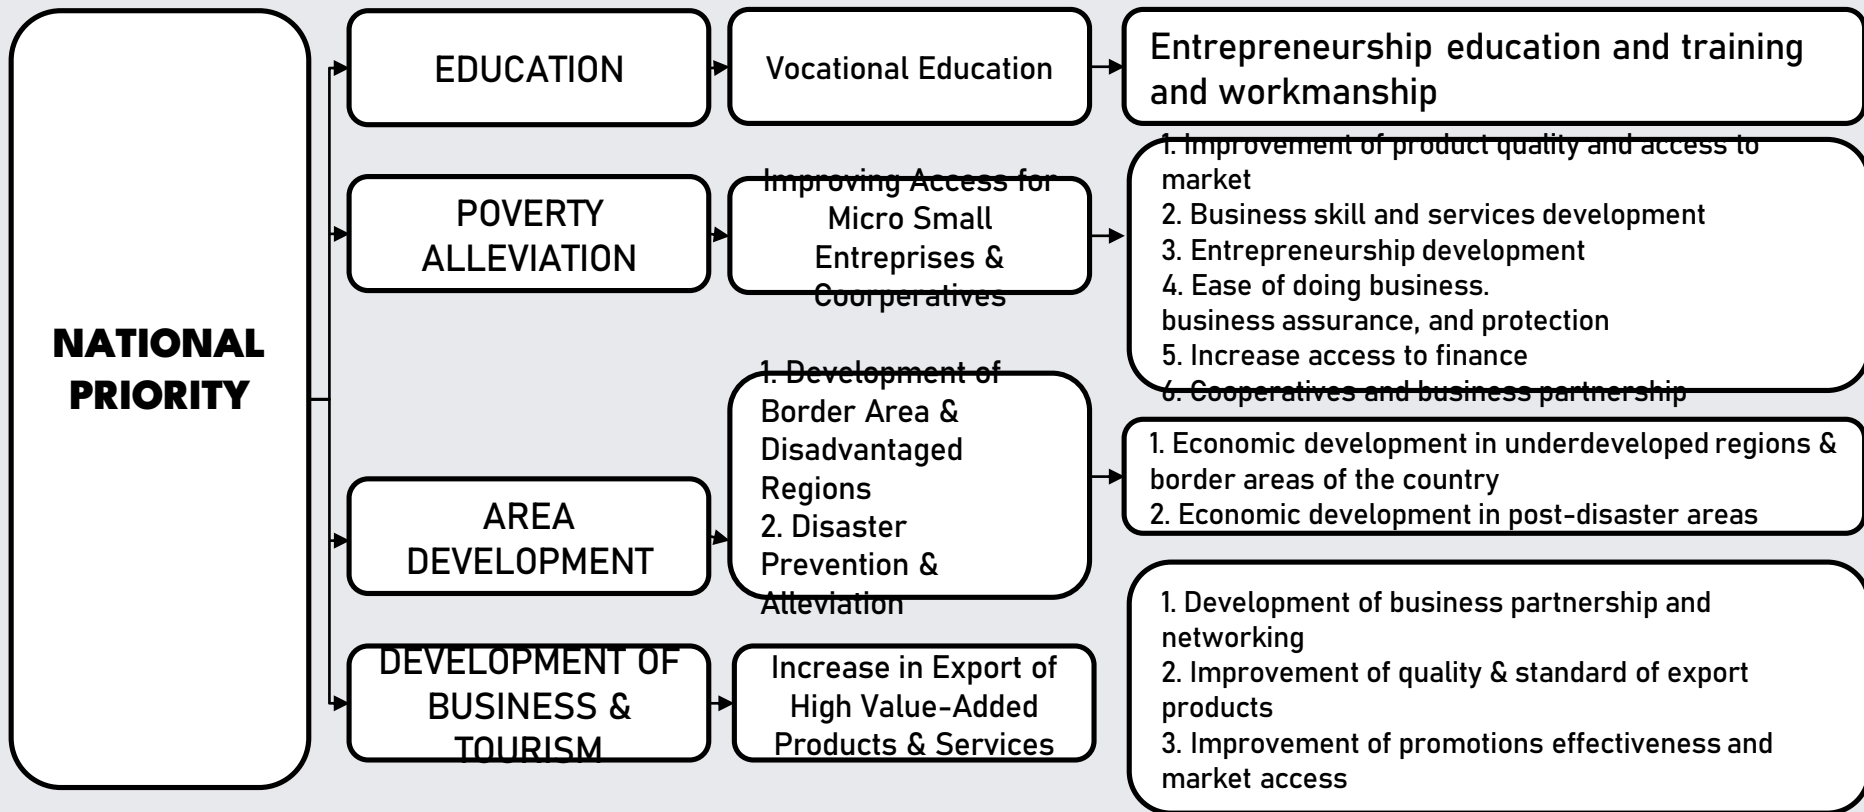 NATIONAL
PRIORITY
EDUCATION
Vocational Education
Entrepreneurship education and training
and workmanship
POVERTY
ALLEVIATION
Improving Access for
Micro Small
Entreprises &
Coorperatives
1. Improvement of product quality and access to
market
2. Business skill and services development
3. Entrepreneurship development
4. Ease of doing business.
business assurance, and protection
5. Increase access to finance
6. Cooperatives and business partnership
AREA
DEVELOPMENT
1. Development of
Border Area &
Disadvantaged
Regions
2. Disaster
Prevention &
Alleviation
1. Economic development in underdeveloped regions &
border areas of the country
2. Economic development in post-disaster areas
DEVELOPMENT OF
BUSINESS &
TOURISM
Increase in Export of
High Value-Added
Products & Services
1. Development of business partnership and
networking
2. Improvement of quality & standard of export
products
3. Improvement of promotions effectiveness and
market access